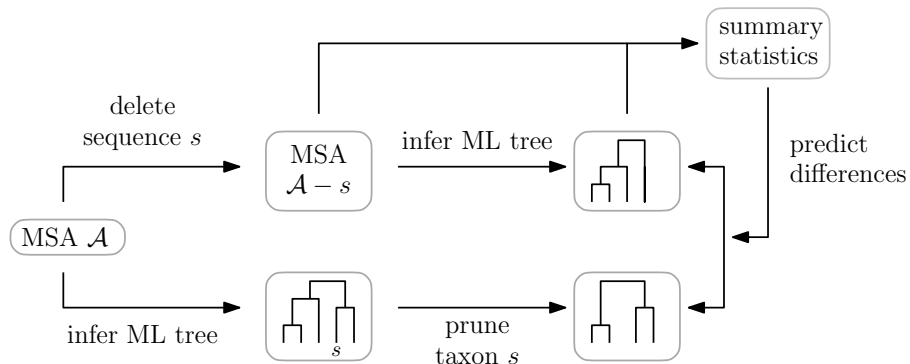 summary
statistics
delete
sequence s
MSA
𝒜 − s
infer ML tree
predict
differences
MSA 𝒜
infer ML tree
s
prune
taxon s